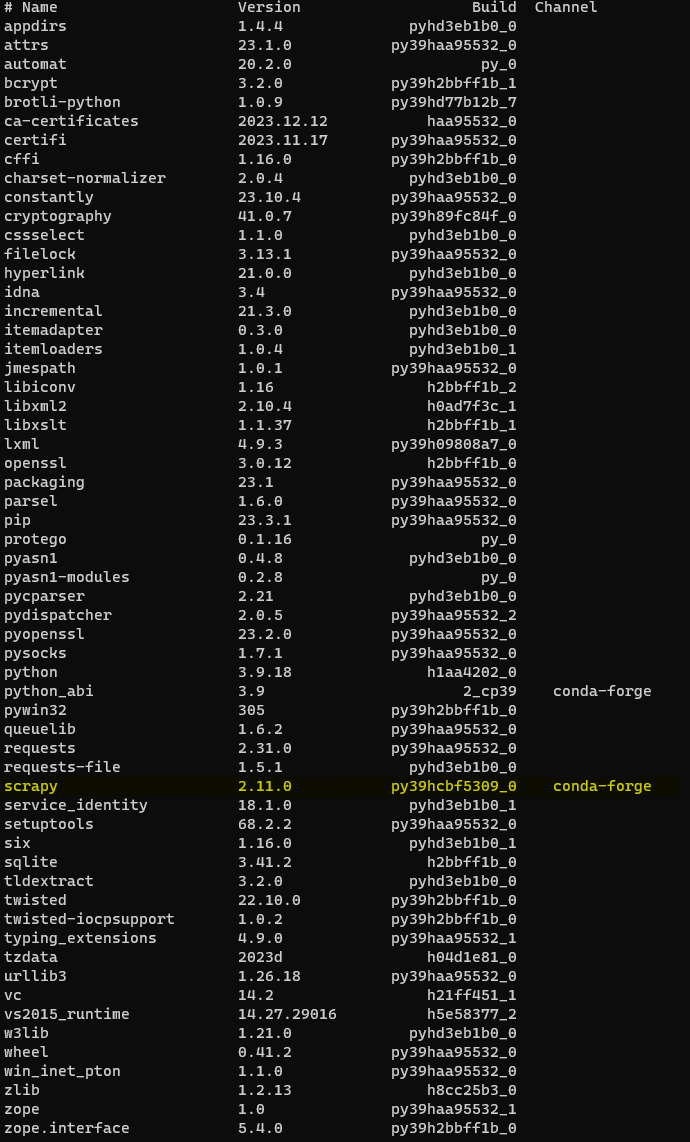 # Name Version Build Channel
appdirs 1.4.4 pyhd3eb1b0_0
attrs 23.1.0 py39haa95532_0
automat 20.2.0 py_0
bcrypt 3.2.0 py39h2bbff1b_1
brotli-python 1.0.9 py39hd77b12b_7
ca-certificates 2023.12.12 haa95532_0
certifi 2023.11.17 py39haa95532_0
cffi 1.16.0 py39h2bbff1b_0
charset-normalizer 2.0.4 pyhd3eb1b0_0
constantly 23.10.4 py39haa95532_0
cryptography 41.0.7 py39h89fc84f_0
cssselect 1.1.0 pyhd3eb1b0_0
filelock 3.13.1 py39haa95532_0
hyperlink 21.0.0 pyhd3eb1b0_0
idna 3.4 py39haa95532_0
incremental 21.3.0 pyhd3eb1b0_0
itemadapter 0.3.0 pyhd3eb1b0_0
itemloaders 1.0.4 pyhd3eb1b0_1
jmespath 1.0.1 py39haa95532_0
libiconv 1.16 h2bbff1b_2
libxml2 2.10.4 h0ad7f3c_1
libxslt 1.1.37 h2bbff1b_1
lxml 4.9.3 py39h09808a7_0
openssl 3.0.12 h2bbff1b_0
packaging 23.1 py39haa95532_0
parsel 1.6.0 py39haa95532_0
pip 23.3.1 py39haa95532_0
protego 0.1.16 py_0
pyasn1 0.4.8 pyhd3eb1b0_0
pyasn1-modules 0.2.8 py_0
pycparser 2.21 pyhd3eb1b0_0
pydispatcher 2.0.5 py39haa95532_2
pyopenssl 23.2.0 py39haa95532_0
pysocks 1.7.1 py39haa95532_0
python 3.9.18 h1aa4202_0
python_abi 3.9 2_cp39 conda-forge
pywin32 305 py39h2bbff1b_0
queuelib 1.6.2 py39haa95532_0
requests 2.31.0 py39haa95532_0
requests-file 1.5.1 pyhd3eb1b0_0
scrapy 2.11.0 py39hcbf5309_0 conda-forge
service_identity 18.1.0 pyhd3eb1b0_1
setuptools 68.2.2 py39haa95532_0
six 1.16.0 pyhd3eb1b0_1
sqlite 3.41.2 h2bbff1b_0
tldextract 3.2.0 pyhd3eb1b0_0
twisted 22.10.0 py39h2bbff1b_0
twisted-iocpsupport 1.0.2 py39h2bbff1b_0
typing_extensions 4.9.0 py39haa95532_1
tzdata 2023d h04d1e81_0
urllib3 1.26.18 py39haa95532_0
vc 14.2 h21ff451_1
vs2015_runtime 14.27.29016 h5e58377_2
w3lib 1.21.0 pyhd3eb1b0_0
wheel 0.41.2 py39haa95532_0
win_inet_pton 1.1.0 py39haa95532_0
zlib 1.2.13 h8cc25b3_0
zope 1.0 py39haa95532_1
zope.interface 5.4.0 py39h2bbff1b_0